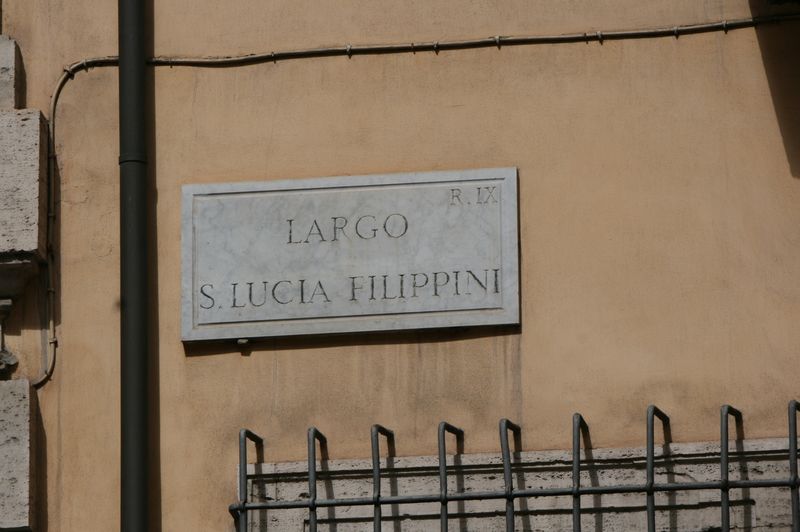 R. IX
LARGO
S. LUCIA FILIPPINI